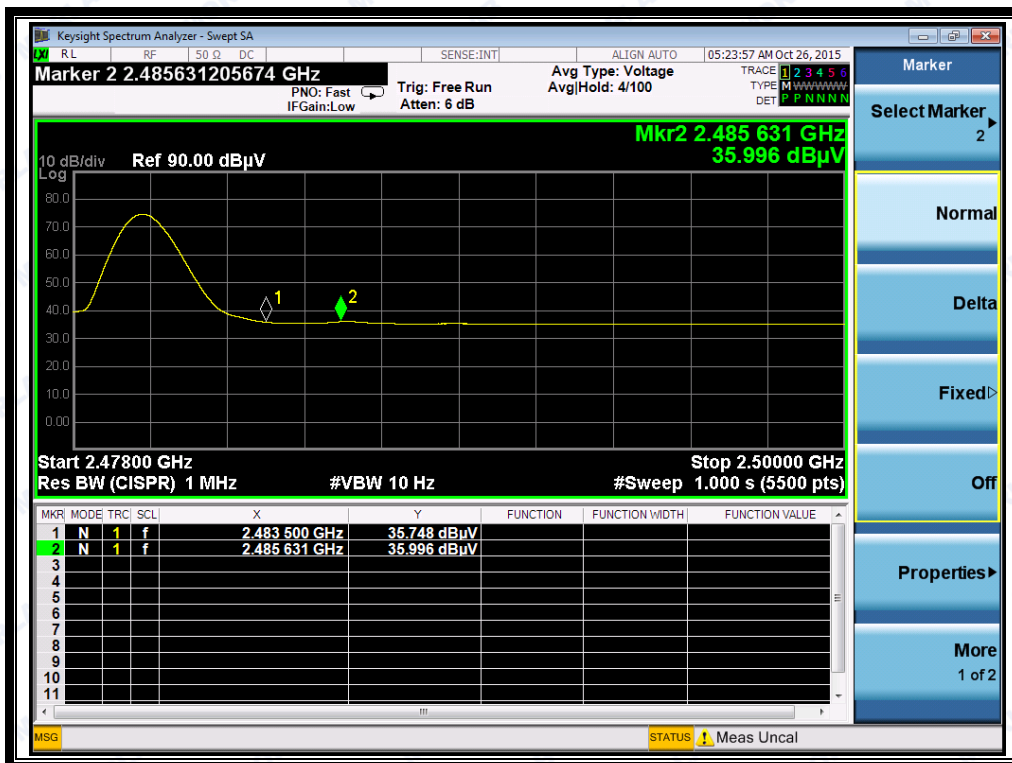 Keysight Spectrum Analyzer - Swept SA
LXI RL RF 50 Ω DC SENSE:INT ALIGN AUTO 05:23:57 AM Oct 26, 2015
Marker 2 2.485631205674 GHz
PNO: Fast
IFGain:Low
Trig: Free Run
Atten: 6 dB
Avg Type: Voltage
Avg|Hold: 4/100
TRACE 1 2 3 4 5 6
TYPE M W W W W W
DET P P N N N N
Mkr2 2.485 631 GHz
35.996 dBµV
10 dB/div Ref 90.00 dBµV
Log
80.0
70.0
60.0
50.0
40.0
30.0
20.0
10.0
0.00
1
2
Start 2.47800 GHz Stop 2.50000 GHz
Res BW (CISPR) 1 MHz #VBW 10 Hz #Sweep 1.000 s (5500 pts)
MKR MODE TRC SCL X Y FUNCTION FUNCTION WIDTH FUNCTION VALUE
1 N 1 f 2.483 500 GHz 35.748 dBµV
2 N 1 f 2.485 631 GHz 35.996 dBµV
3
4
5
6
7
8
9
10
11
MSG STATUS Meas Uncal
Marker
Select Marker
2
Normal
Delta
Fixed
Off
Properties
More
1 of 2